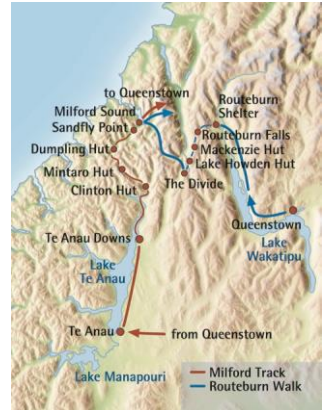 to Queenstown
Milford Sound
Sandfly Point
Dumpling Hut
Mintaro Hut
Clinton Hut
Routeburn
Shelter
Routeburn Falls
Mackenzie Hut
Lake Howden Hut
The Divide
Queenstown
Lake
Wakatipu
Te Anau Downs
Lake
Te Anau
Te Anau
from Queenstown
Lake Manapouri
Milford Track
Routeburn Walk